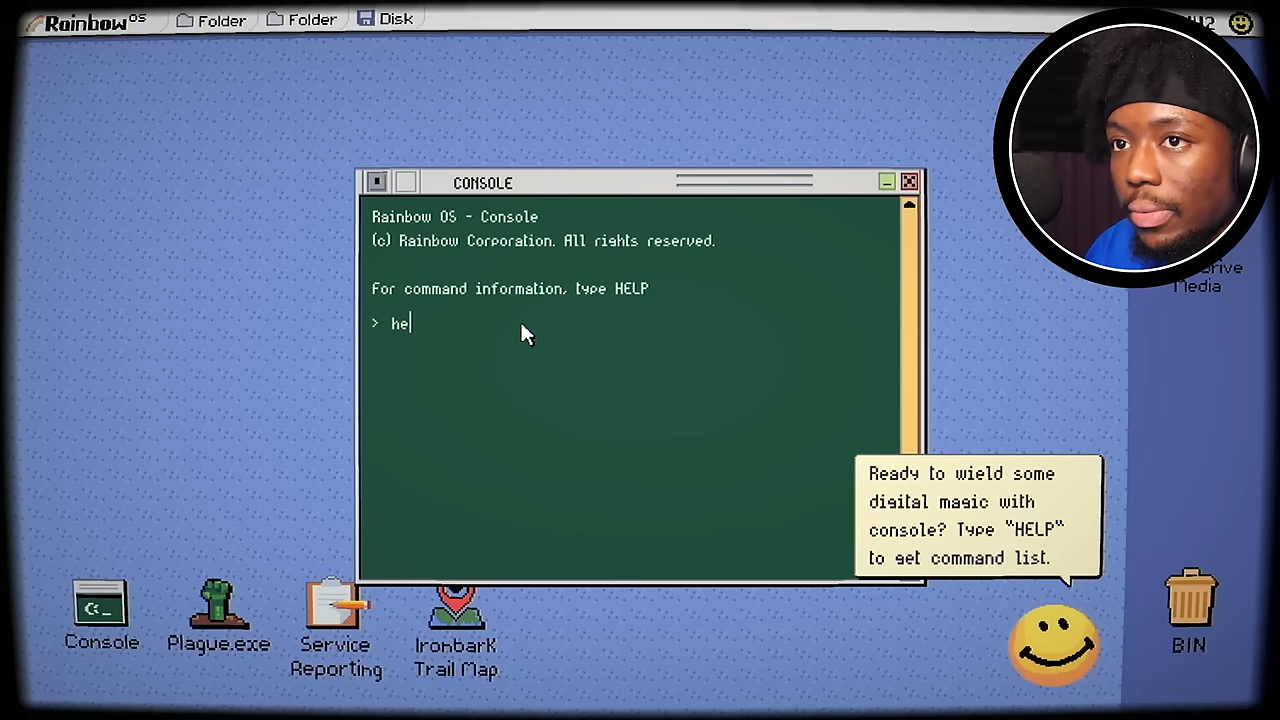 RainbowOS
Folder
Folder
Disk
CONSOLE
Rainbow OS - Console
(c) Rainbow Corporation. All rights reserved.
For command information, type HELP
> he
Media
Ready to wield some
digital magic with
console? Type "HELP"
to get command list.
C:\_
Console
Plague.exe
Service
Reporting
Ironbark
Trail Map
BIN